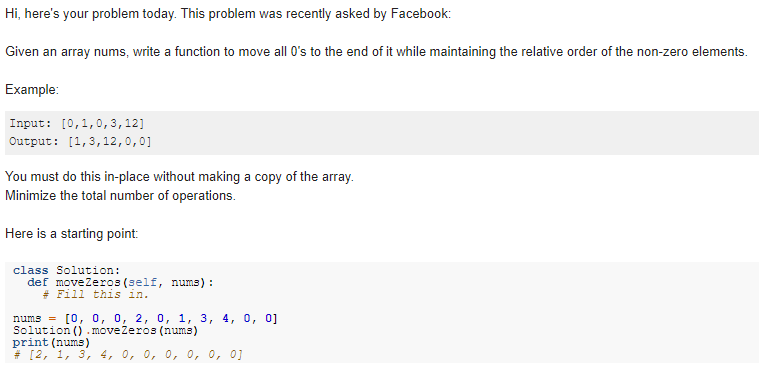 Hi, here's your problem today. This problem was recently asked by Facebook:
Given an array nums, write a function to move all 0's to the end of it while maintaining the relative order of the non-zero elements.
Example:
Input: [0,1,0,3,12]
Output: [1,3,12,0,0]
You must do this in-place without making a copy of the array.
Minimize the total number of operations.
Here is a starting point:
class Solution:
  def moveZeros(self, nums):
    # Fill this in.
nums = [0, 0, 0, 2, 0, 1, 3, 4, 0, 0]
Solution().moveZeros(nums)
print(nums)
# [2, 1, 3, 4, 0, 0, 0, 0, 0, 0]